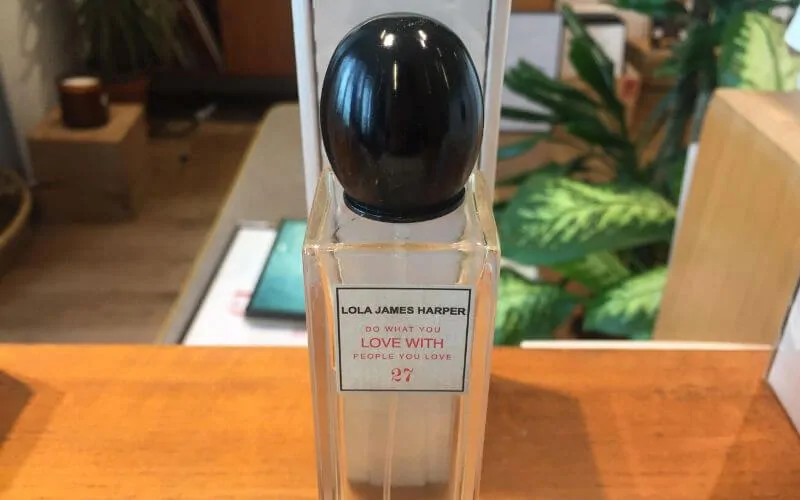 LOLA JAMES HARPER
DO WHAT YOU
LOVE WITH
PEOPLE YOU LOVE
27